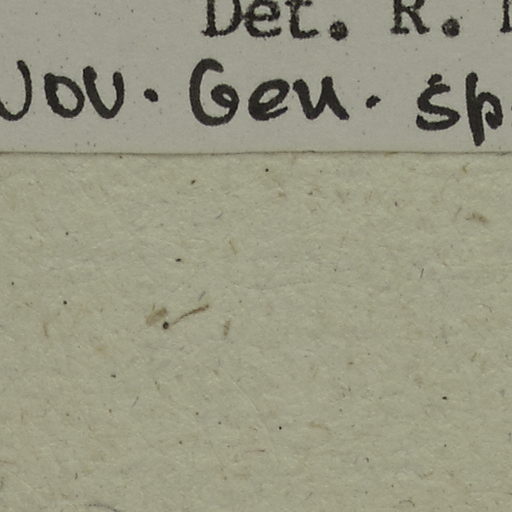 Det. R.
Nov. Gen. sp.